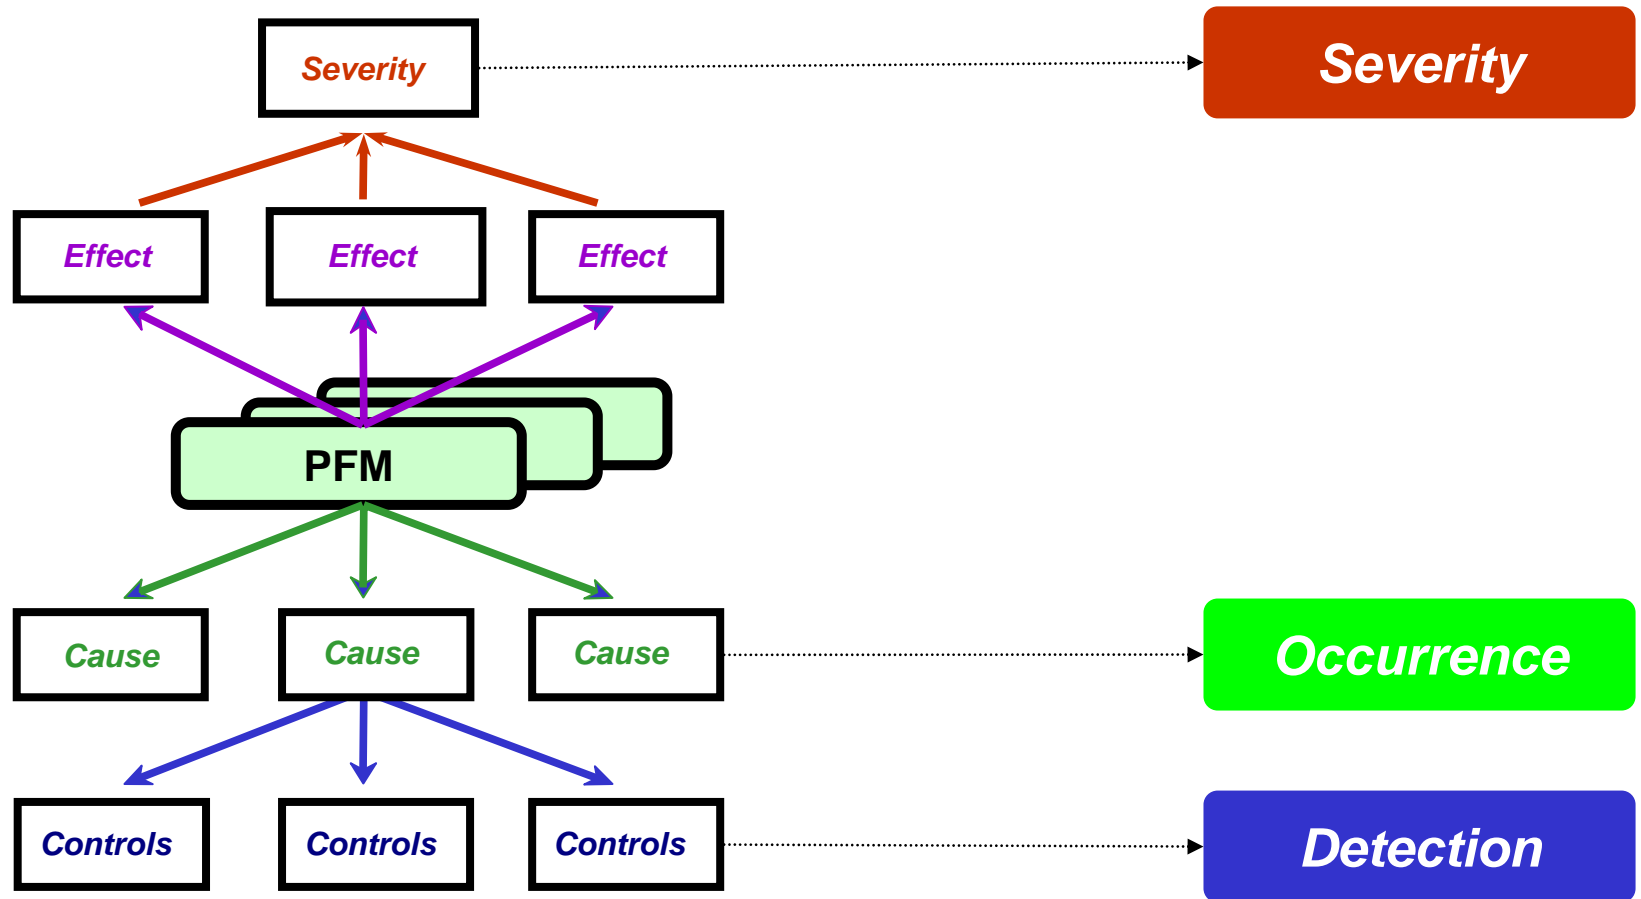 Severity
Severity
Effect
Effect
Effect
PFM
Cause
Cause
Cause
Occurrence
Controls
Controls
Controls
Detection